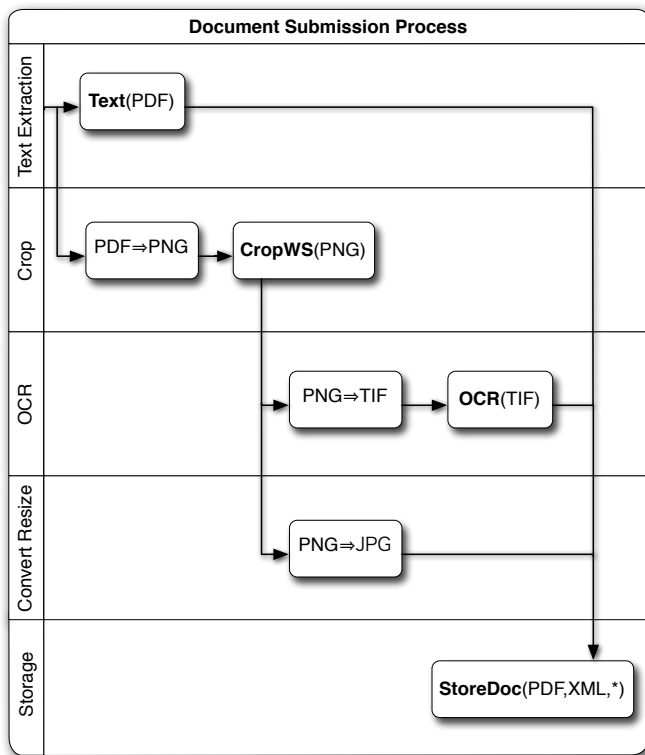 Document Submission Process
Text Extraction
Text(PDF)
Crop
PDF⇒PNG
CropWS(PNG)
OCR
PNG⇒TIF
OCR(TIF)
Convert Resize
PNG⇒JPG
Storage
StoreDoc(PDF,XML,*)